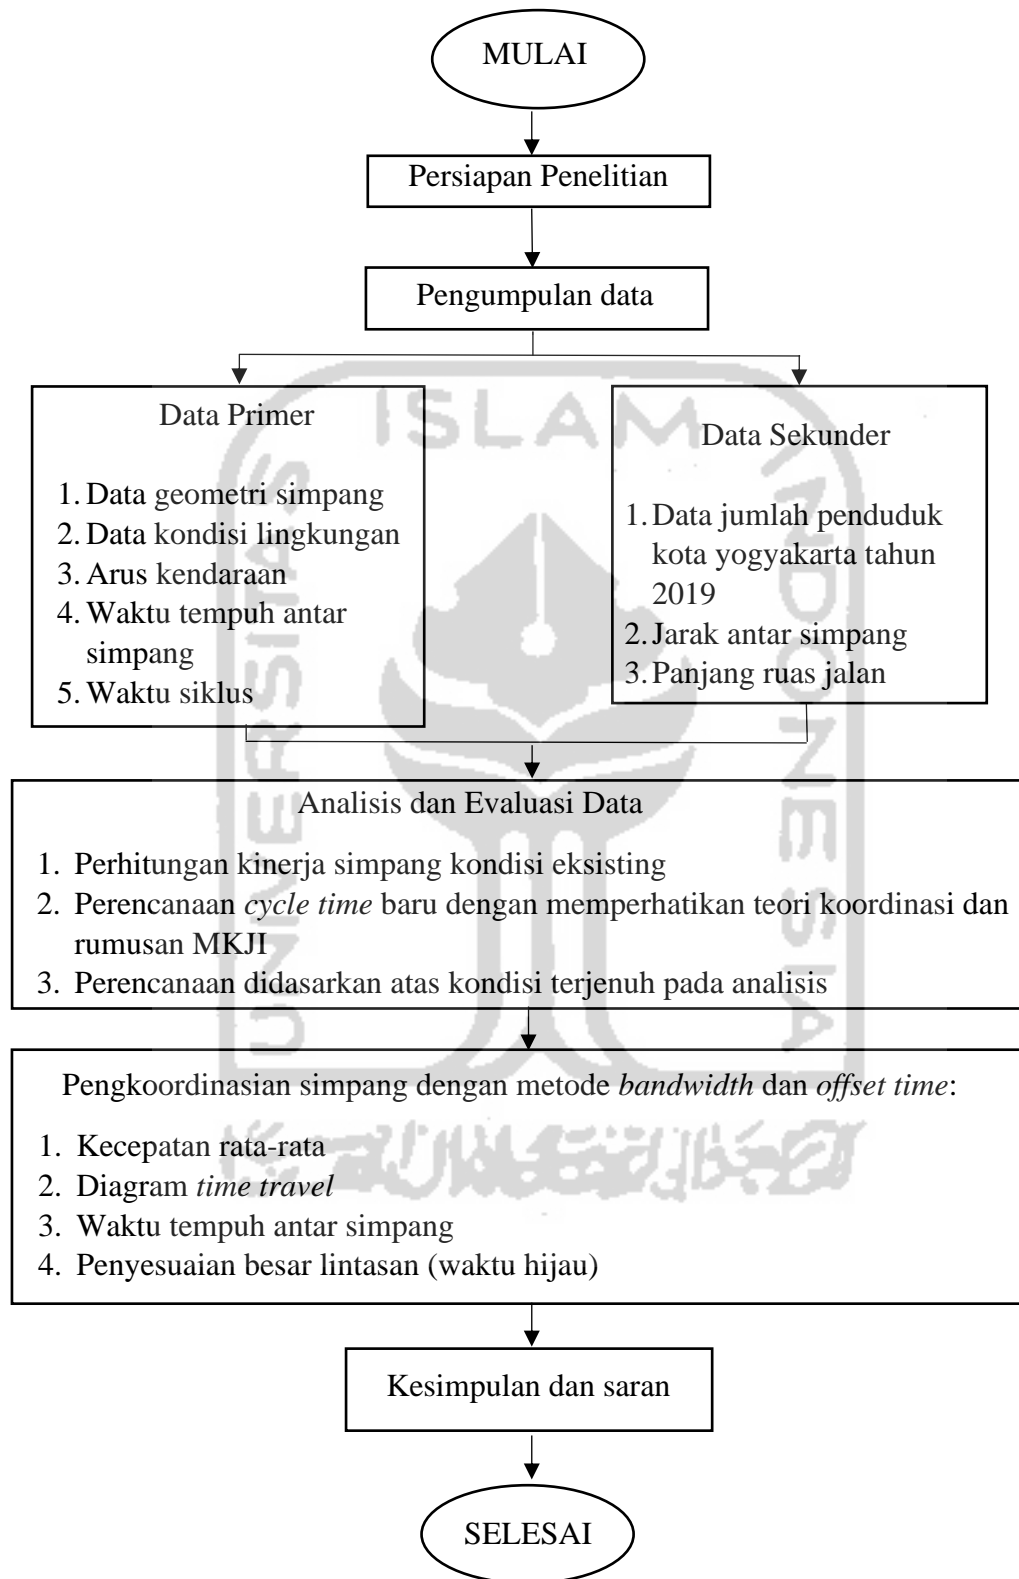 MULAI
Persiapan Penelitian
Pengumpulan data
Data Primer
1. Data geometri simpang
2. Data kondisi lingkungan
3. Arus kendaraan
4. Waktu tempuh antar
simpang
5. Waktu siklus
Data Sekunder
1. Data jumlah penduduk
kota yogyakarta tahun
2019
2. Jarak antar simpang
3. Panjang ruas jalan
Analisis dan Evaluasi Data
1. Perhitungan kinerja simpang kondisi eksisting
2. Perencanaan cycle time baru dengan memperhatikan teori koordinasi dan
rumusan MKJI
3. Perencanaan didasarkan atas kondisi terjenuh pada analisis
Pengkoordinasian simpang dengan metode bandwidth dan offset time:
1. Kecepatan rata-rata
2. Diagram time travel
3. Waktu tempuh antar simpang
4. Penyesuaian besar lintasan (waktu hijau)
Kesimpulan dan saran
SELESAI
UNIVERSITAS
ISLAM
INDONESIA